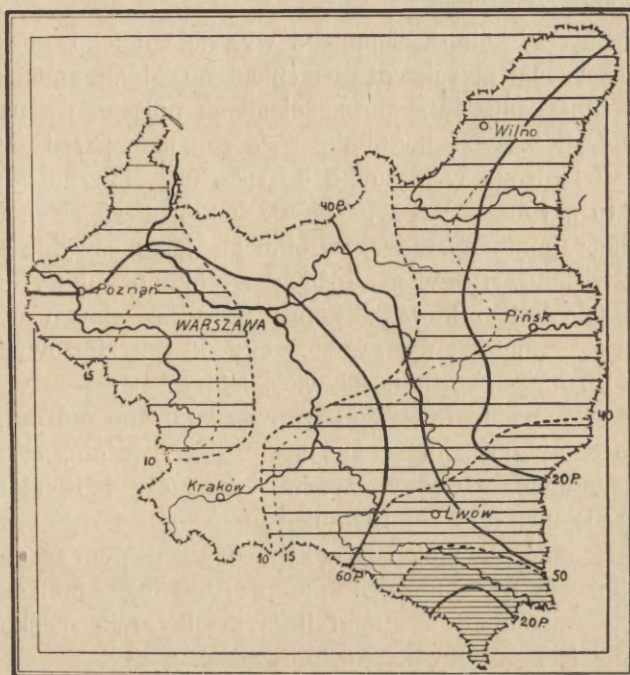 Wilno
40 P.
Poznań
WARSZAWA
Pińsk
15
40
10
20 P.
Kraków
Lwów
10
15
60 P.
50
20 P.